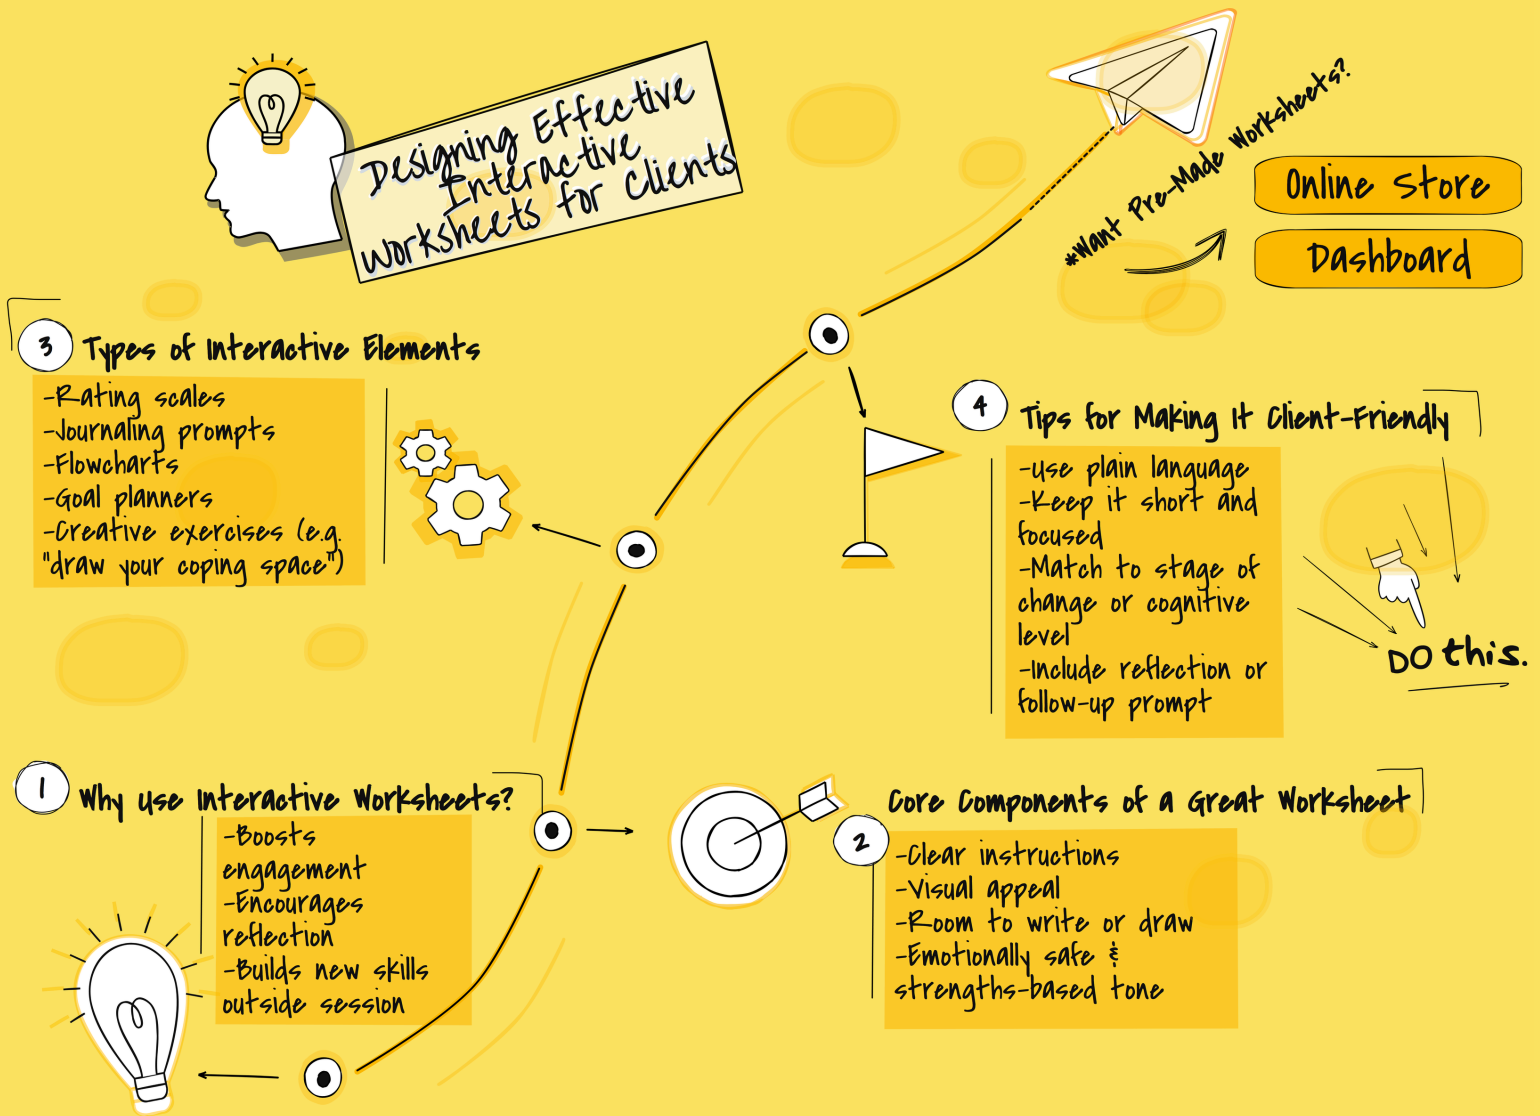 Designing Effective
Interactive
Worksheets for Clients
*Want Pre-Made Worksheets?
Online Store
Dashboard
3 Types of Interactive Elements
-Rating scales
-Journaling prompts
-Flowcharts
-Goal planners
-Creative exercises (e.g.
"draw your coping space")
4 Tips for Making It Client-Friendly
-Use plain language
-Keep it short and
focused
-Match to stage of
change or cognitive
level
-Include reflection or
follow-up prompt
DO this.
1 Why Use Interactive Worksheets?
-Boosts
engagement
-Encourages
reflection
-Builds new skills
outside session
Core Components of a Great Worksheet
2
-Clear instructions
-Visual appeal
-Room to write or draw
-Emotionally safe &
strengths-based tone